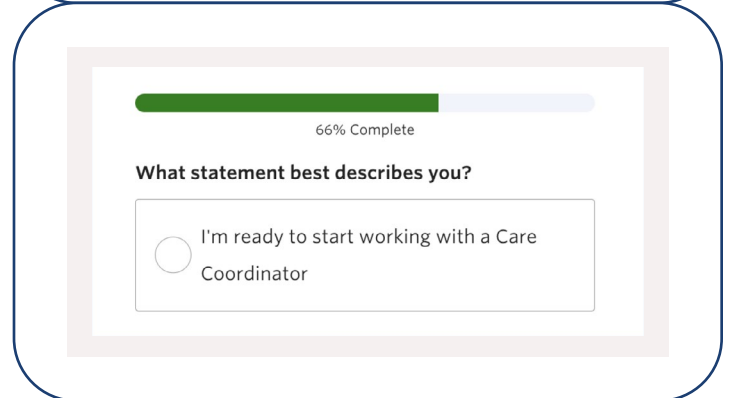 66% Complete
What statement best describes you?
I'm ready to start working with a Care
Coordinator